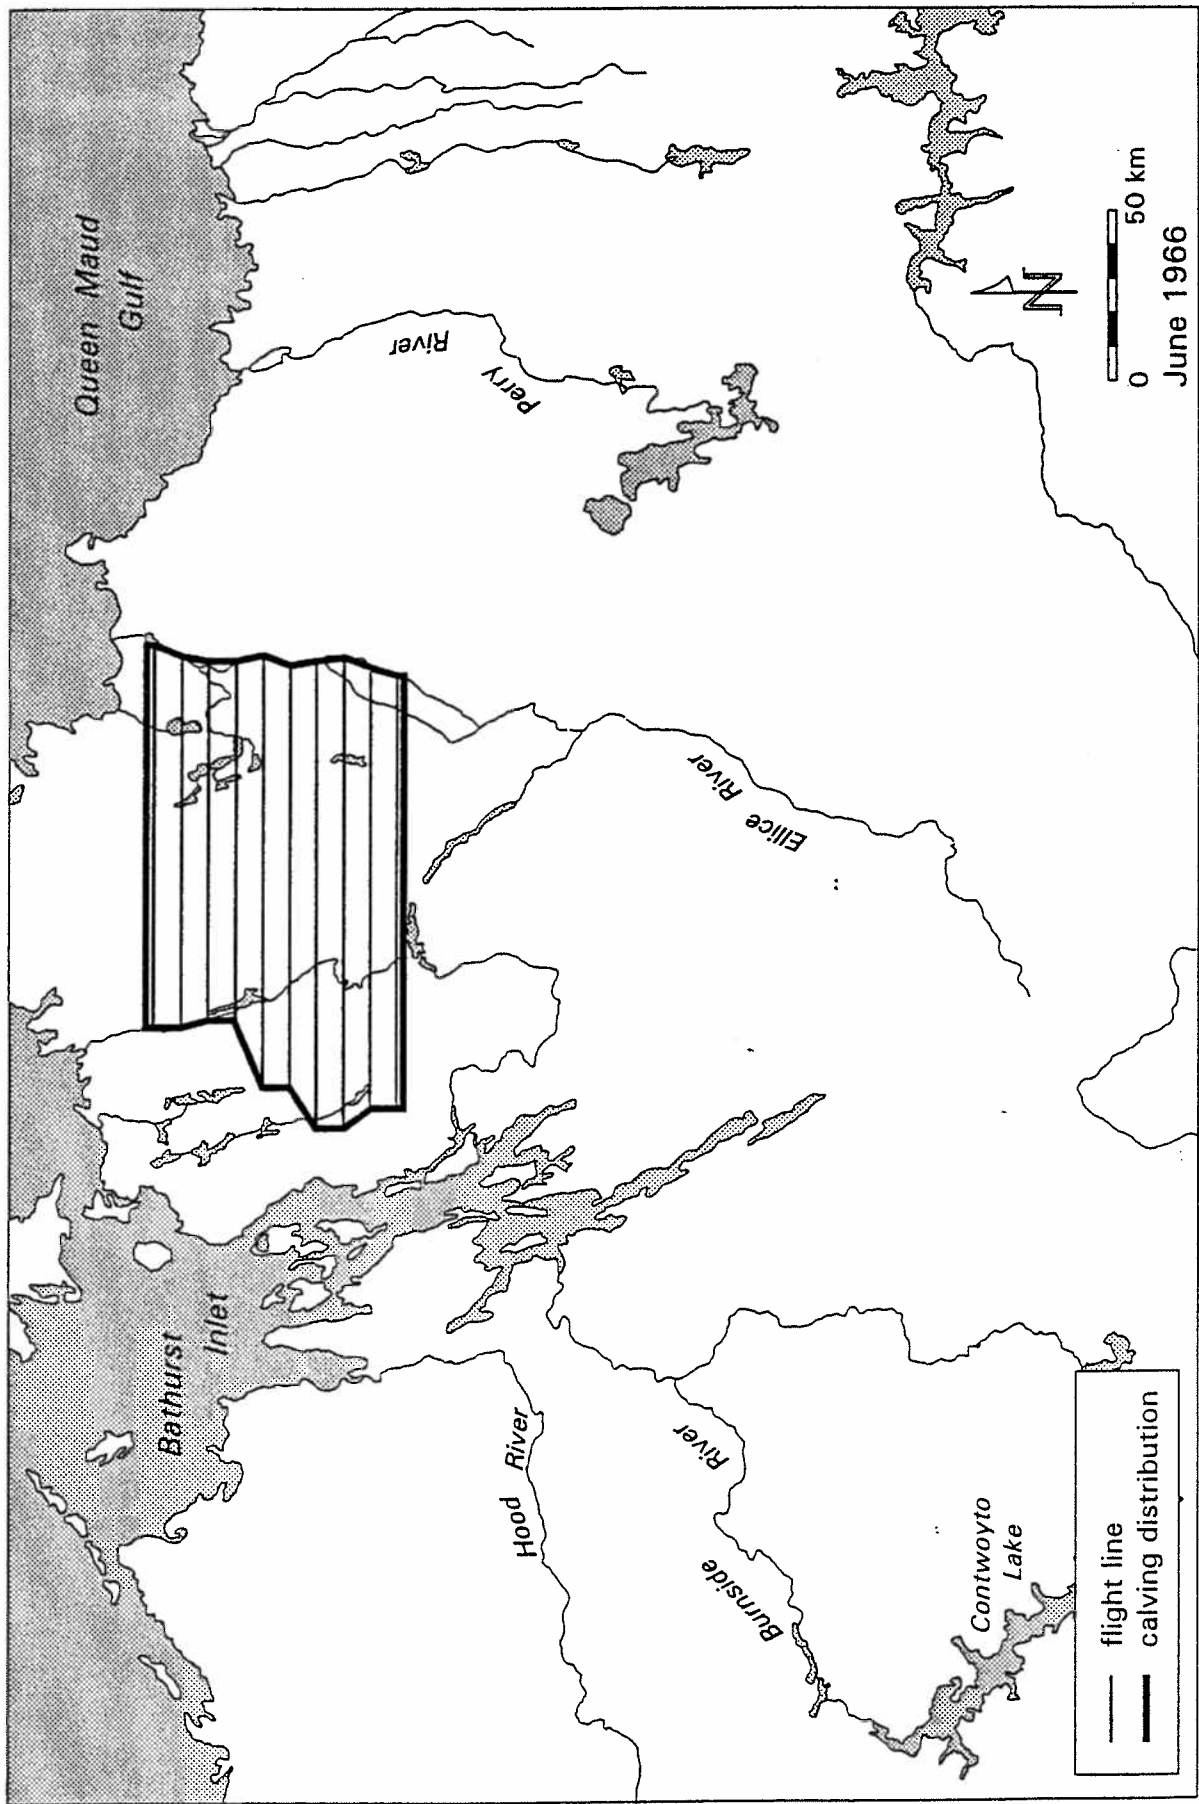 Queen Maud
Gulf
Bathurst
Inlet
Perry
River
Ellice River
Hood River
Burnside
River
Contwoyto
Lake
N
0 50 km
June 1966
flight line
calving distribution